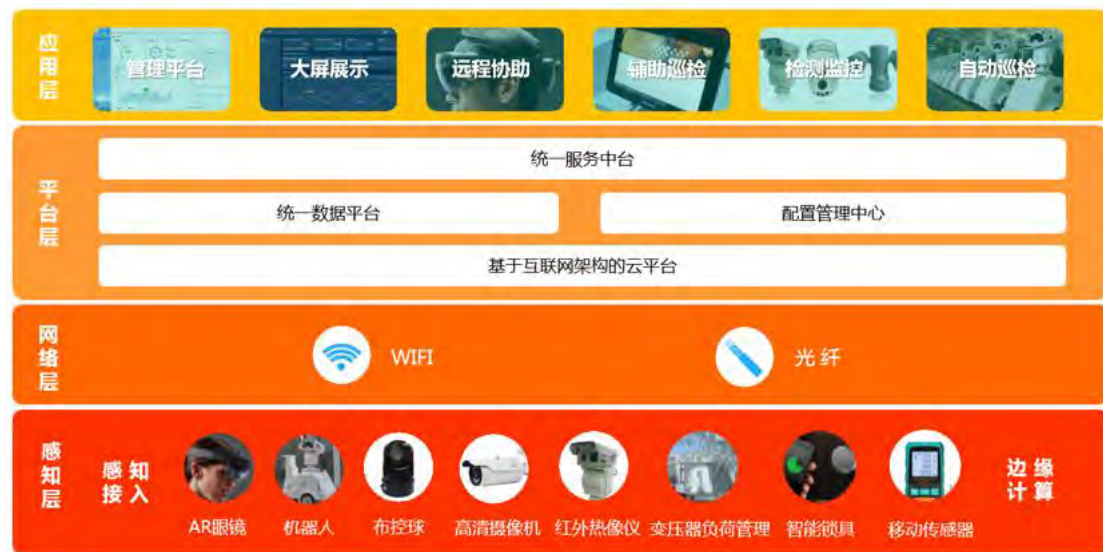 应用层
管理平台
大屏展示
远程协助
辅助巡检
检测监控
自动巡检
平台层
统一服务中台
统一数据平台
配置管理中心
基于互联网架构的云平台
网络层
WIFI
光纤
感知层
感知接入
AR眼镜
机器人
布控球
高清摄像机
红外热像仪
变压器负荷管理
智能锁具
移动传感器
边缘计算